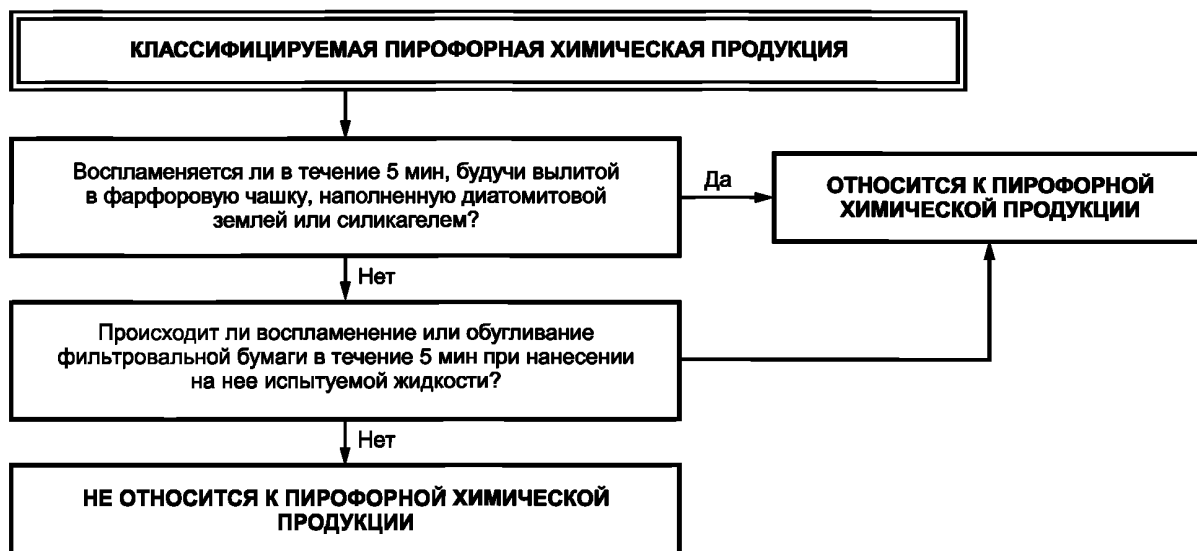 КЛАССИФИЦИРУЕМАЯ ПИРОФОРНАЯ ХИМИЧЕСКАЯ ПРОДУКЦИЯ
Воспламеняется ли в течение 5 мин, будучи вылитой
в фарфоровую чашку, наполненную диатомитовой
землей или силикагелем?
Да
ОТНОСИТСЯ К ПИРОФОРНОЙ
ХИМИЧЕСКОЙ ПРОДУКЦИИ
Нет
Происходит ли воспламенение или обугливание
фильтровальной бумаги в течение 5 мин при нанесении
на нее испытуемой жидкости?
Нет
НЕ ОТНОСИТСЯ К ПИРОФОРНОЙ ХИМИЧЕСКОЙ
ПРОДУКЦИИ